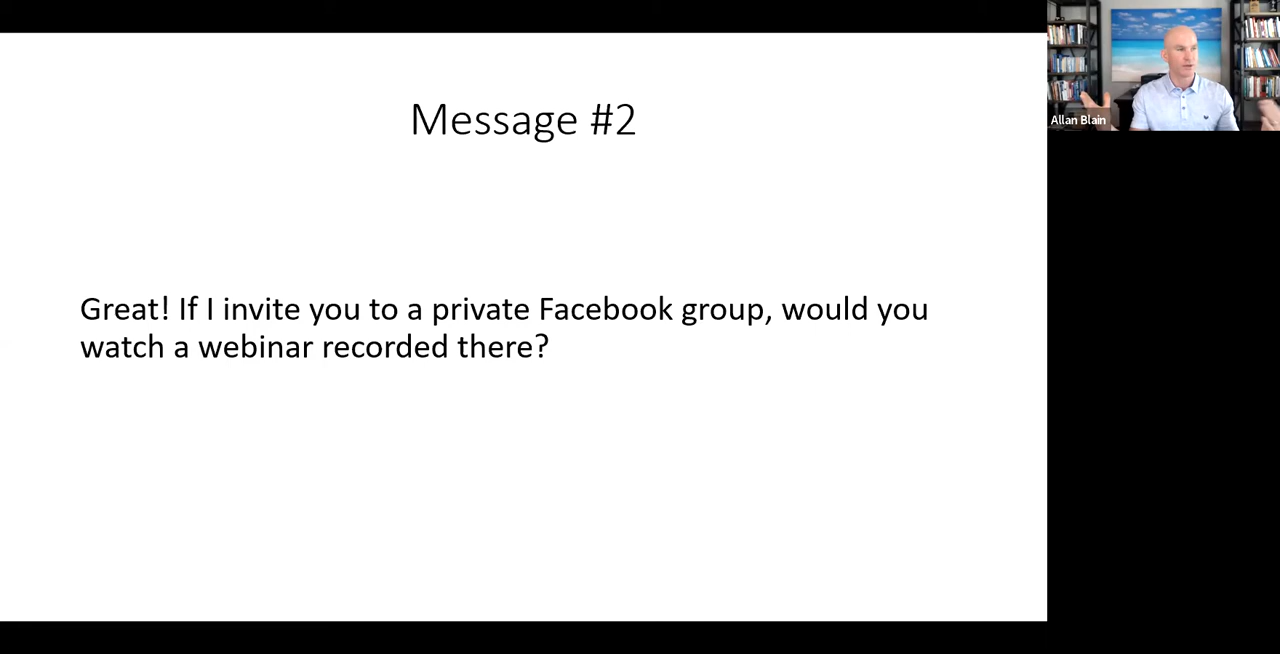 Message #2
Great! If I invite you to a private Facebook group, would you
watch a webinar recorded there?
Allan Blain